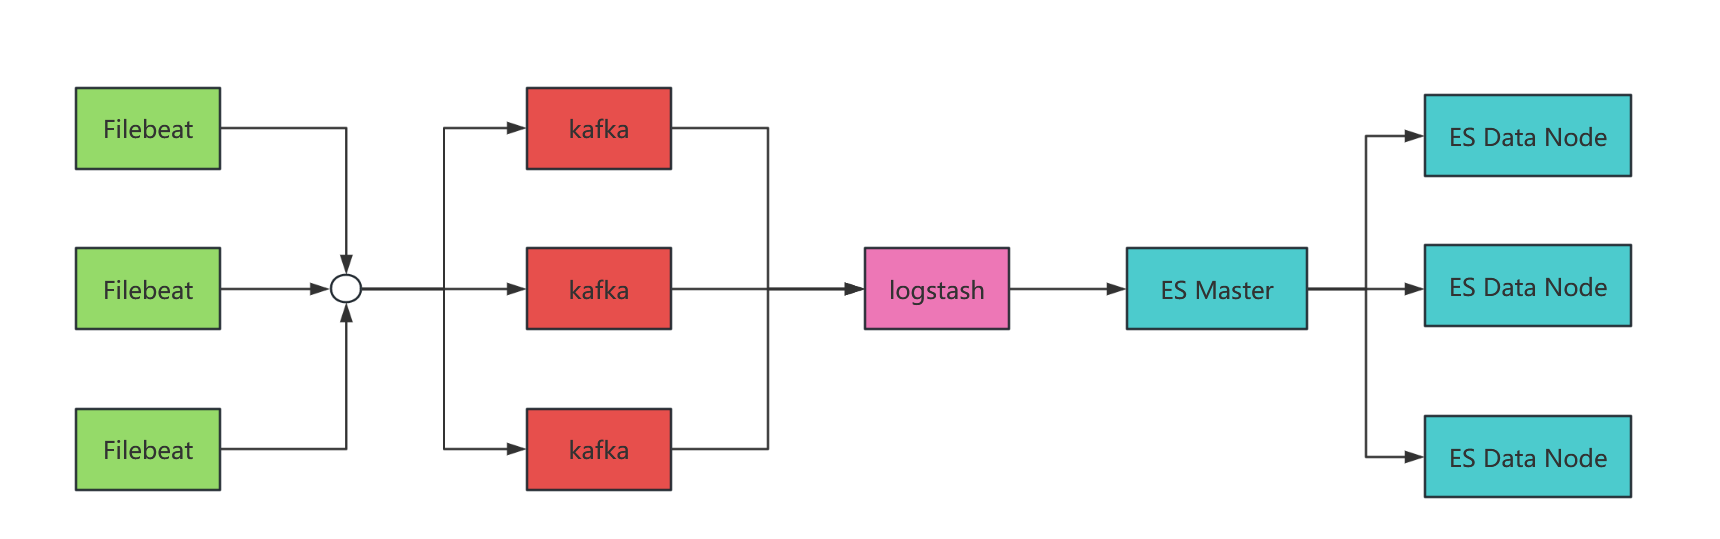 Filebeat
kafka
ES Data Node
Filebeat
kafka
logstash
ES Master
ES Data Node
Filebeat
kafka
ES Data Node